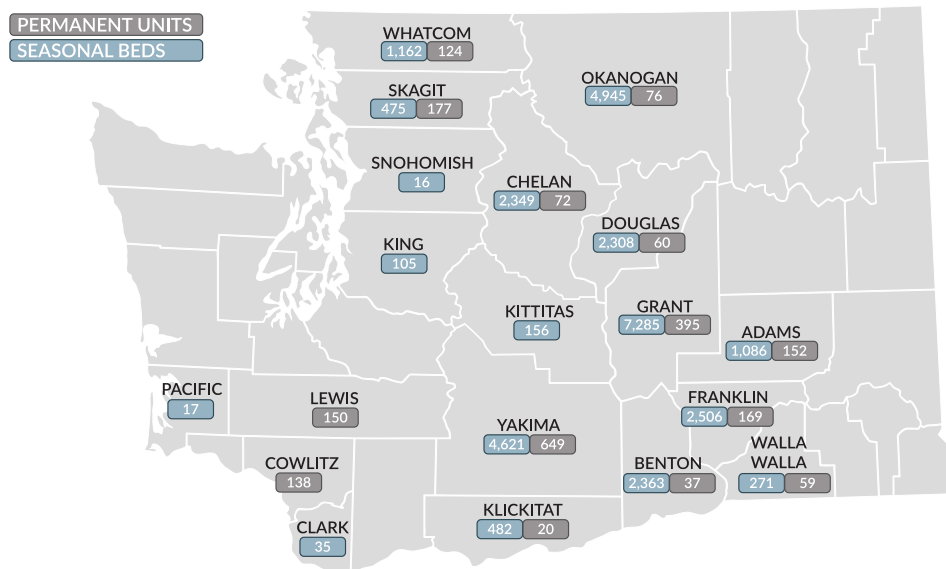 PERMANENT UNITS
SEASONAL BEDS
WHATCOM
1,162 124
SKAGIT
475 177
OKANOGAN
4,945 76
SNOHOMISH
16
CHELAN
2,349 72
DOUGLAS
2,308 60
KING
105
KITTITAS
156
GRANT
7,285 395
ADAMS
1,086 152
PACIFIC
17
LEWIS
150
YAKIMA
4,621 649
FRANKLIN
2,506 169
WALLA
WALLA
271 59
BENTON
2,363 37
COWLITZ
138
KLICKITAT
482 20
CLARK
35